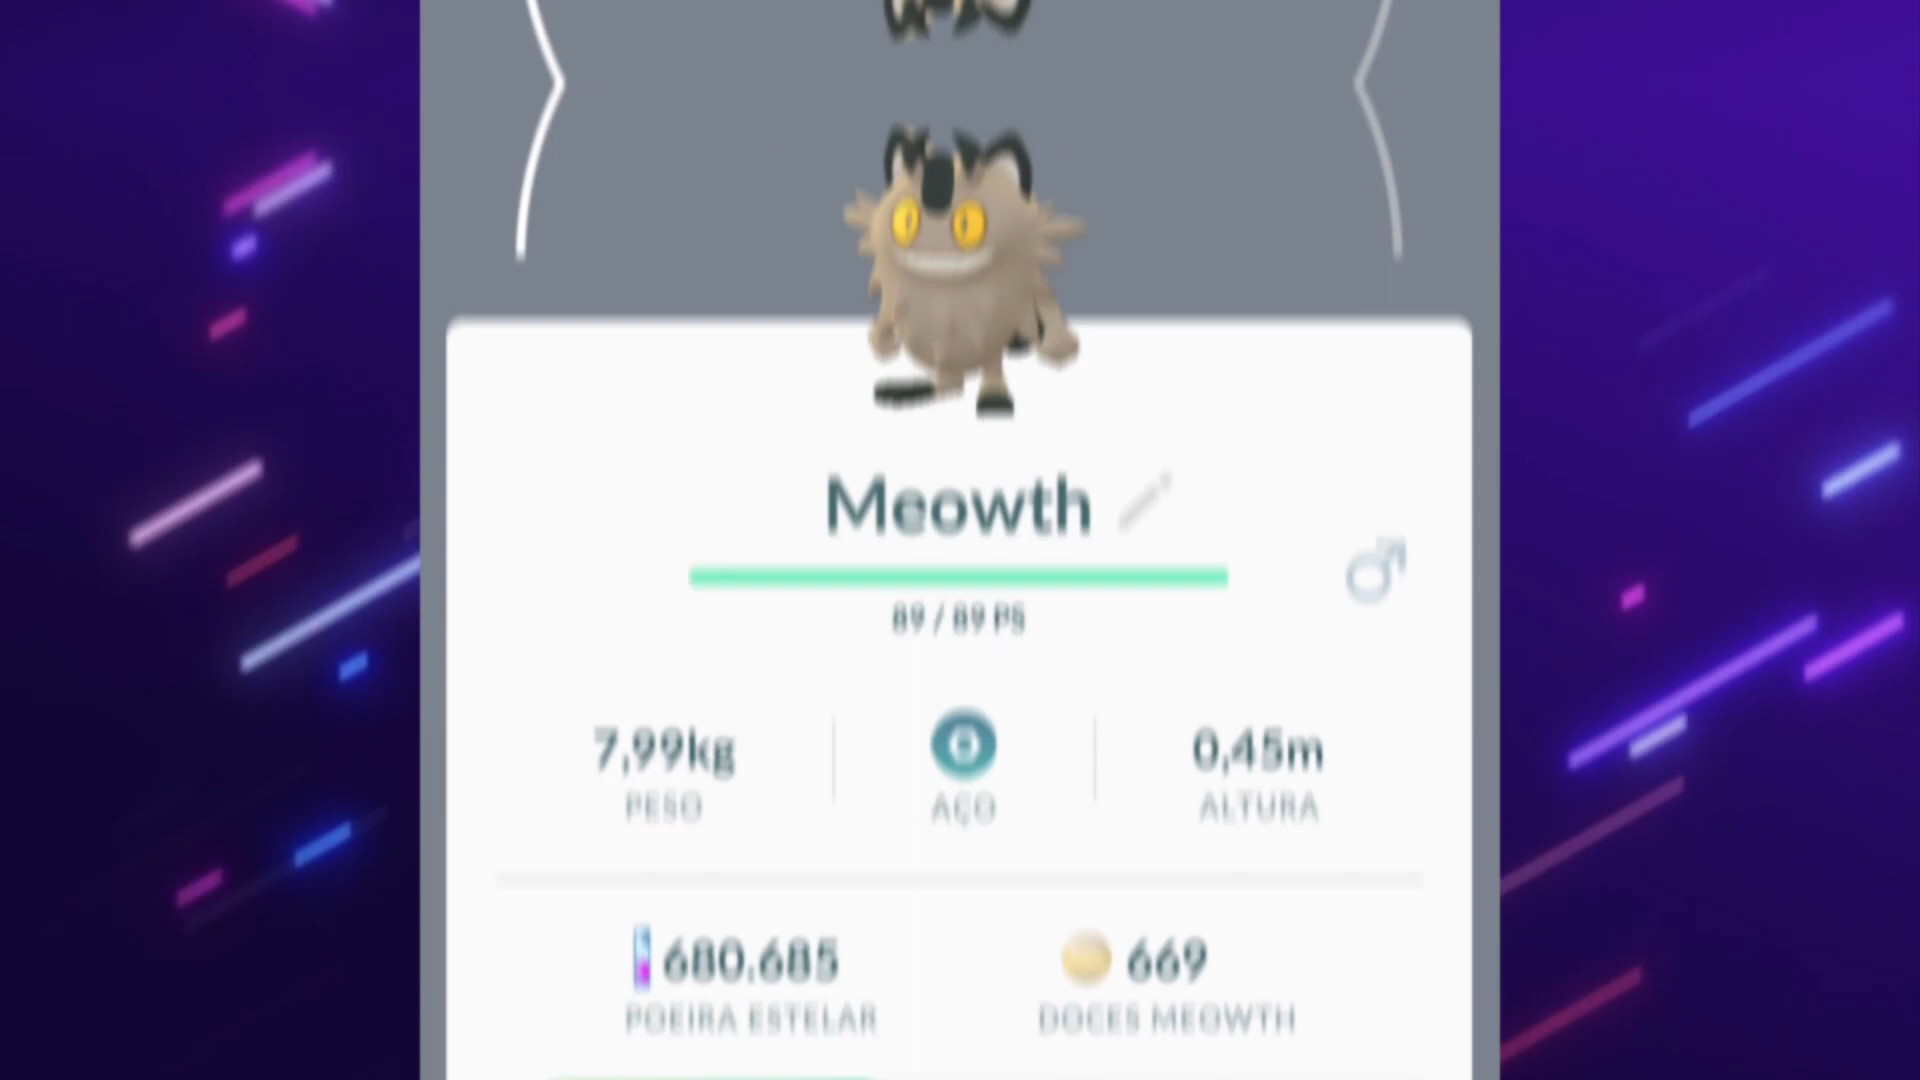 Meowth
89 / 89 PS
7,99kg
PESO
AÇO
0,45m
ALTURA
680.685
POEIRA ESTELAR
669
DOCES MEOWTH